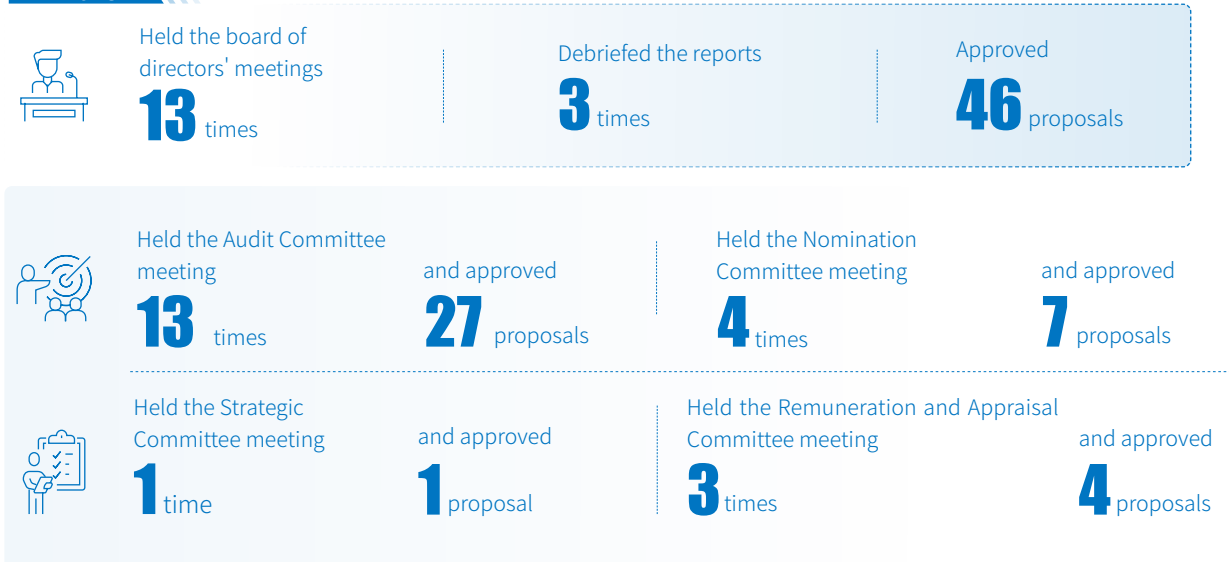 Held the board of
directors' meetings
13 times
Debriefed the reports
3 times
Approved
46 proposals
Held the Audit Committee
meeting
13 times
and approved
27 proposals
Held the Nomination
Committee meeting
4 times
and approved
7 proposals
Held the Strategic
Committee meeting
1 time
and approved
1 proposal
Held the Remuneration and Appraisal
Committee meeting
3 times
and approved
4 proposals